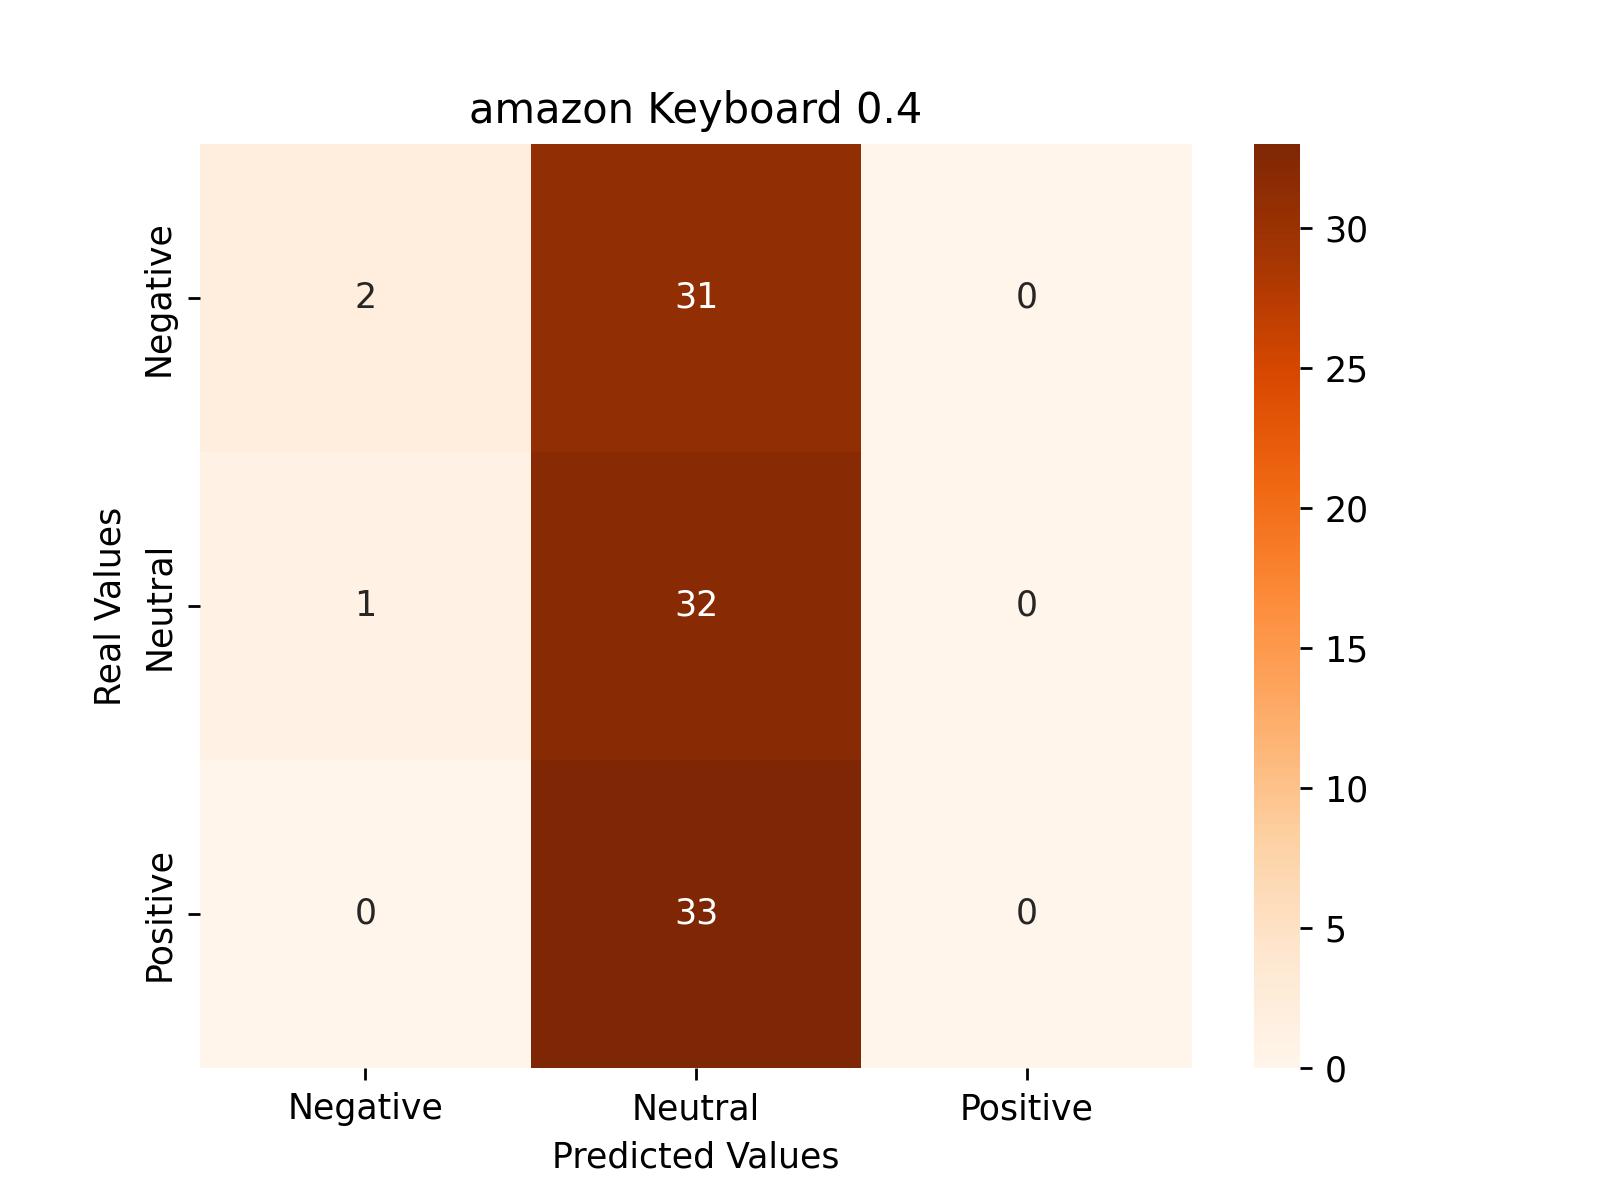 amazon Keyboard 0.4
Real Values
Negative
2 31 0
Neutral
1 32 0
Positive
0 33 0
Negative Neutral Positive
Predicted Values
30
25
20
15
10
5
0